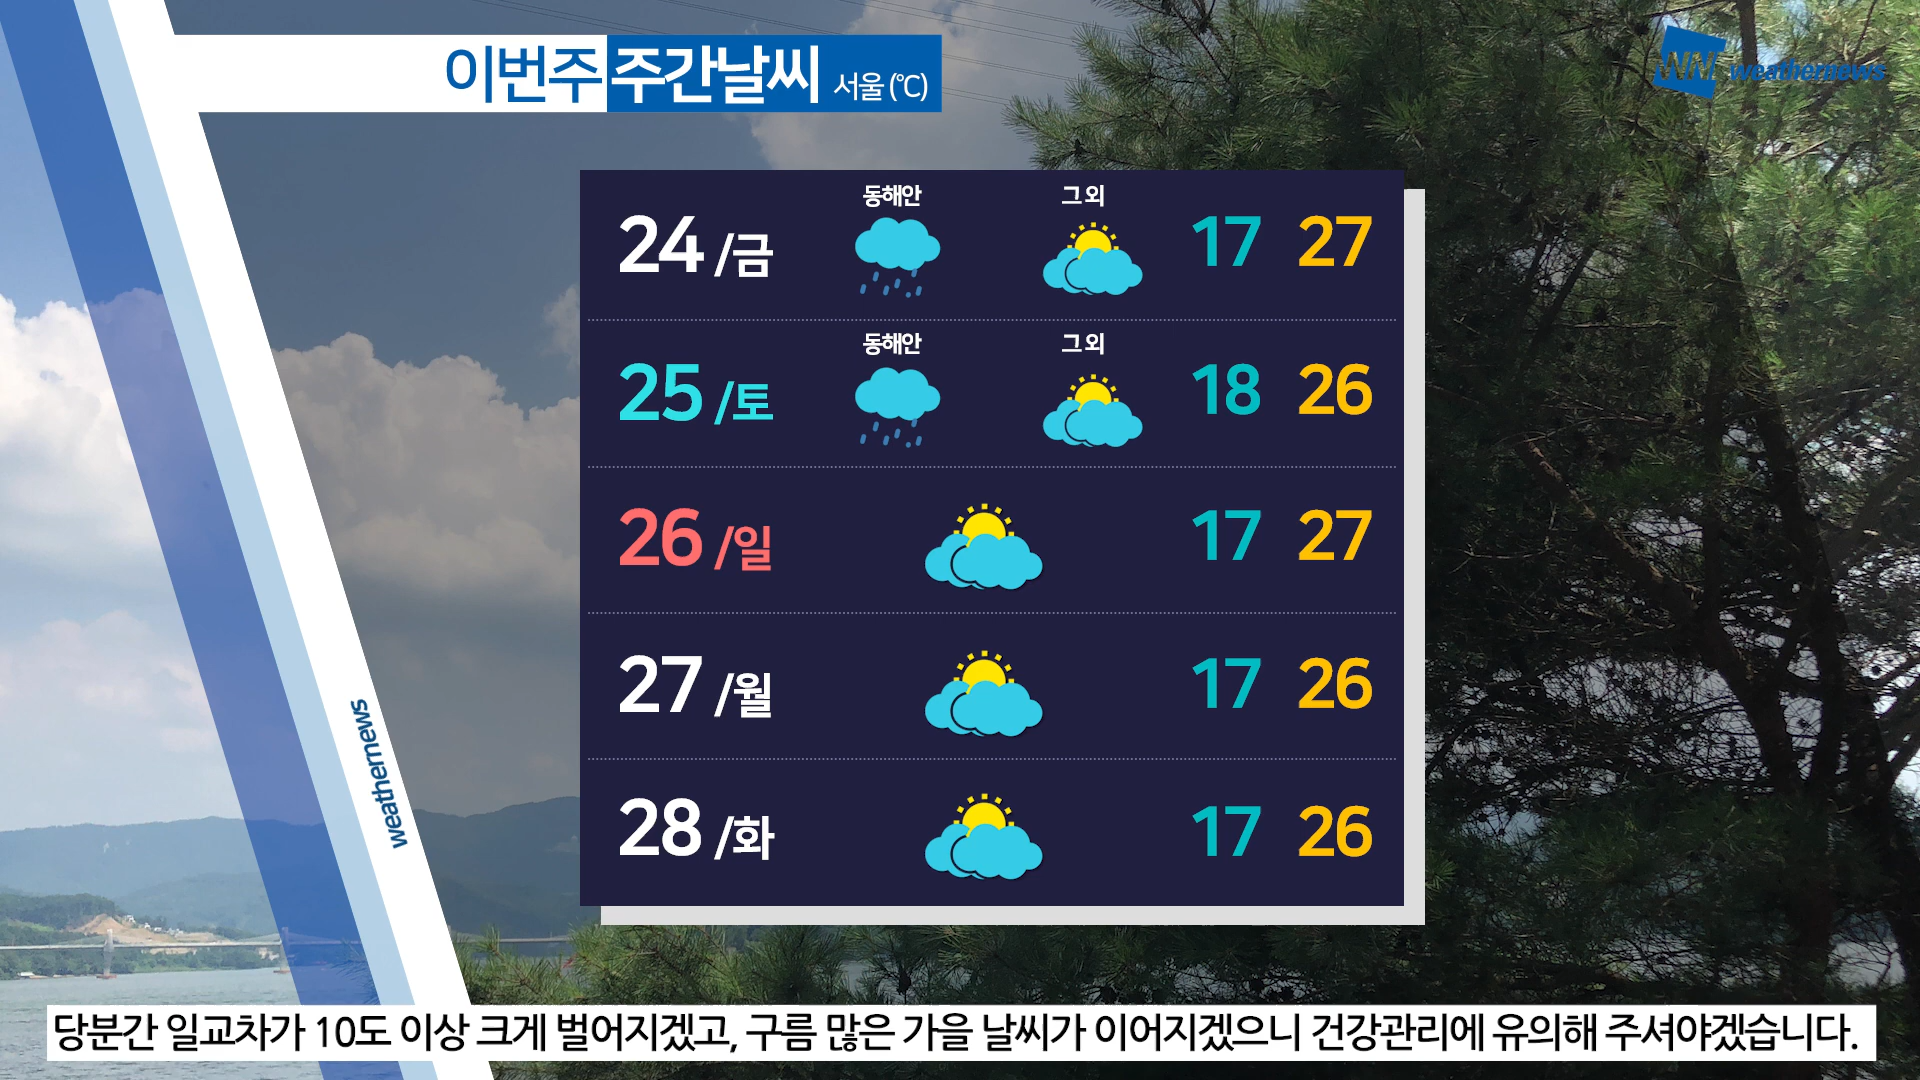 이번주 주간날씨 서울 (℃)
WNI weathernews
동해안 그 외
24 /금 17 27
동해안 그 외
25 /토 18 26
26 /일 17 27
27 /월 17 26
28 /화 17 26
weathernews
당분간 일교차가 10도 이상 크게 벌어지겠고, 구름 많은 가을 날씨가 이어지겠으니 건강관리에 유의해 주셔야겠습니다.